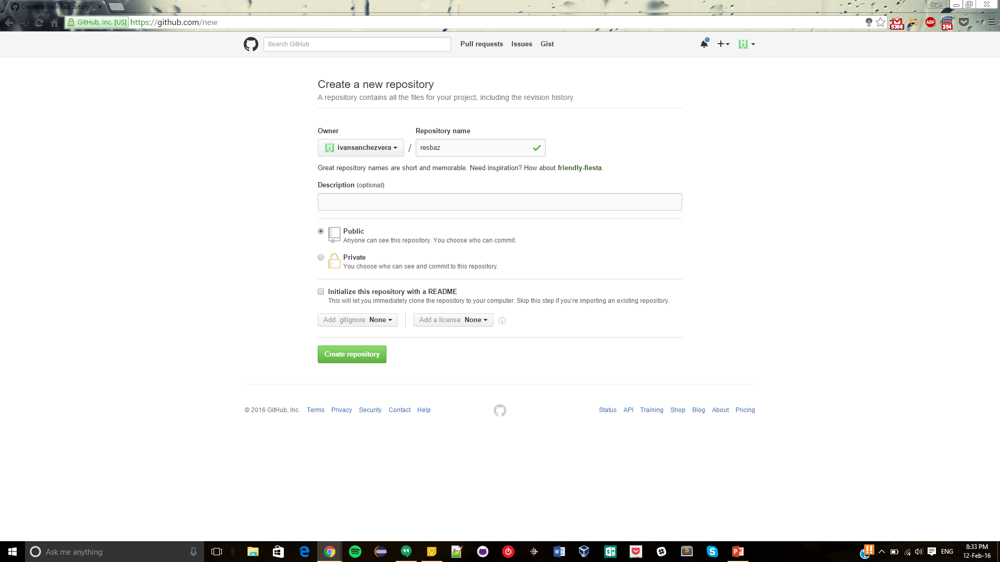 Create a New Repository
Ivan
GitHub, Inc. [US] https://github.com/new
5396
ABP
254
Search GitHub
Pull requests Issues Gist
Create a new repository
A repository contains all the files for your project, including the revision history.
Owner Repository name
ivansanchezvera / resbaz
Great repository names are short and memorable. Need inspiration? How about friendly-fiesta.
Description (optional)
Public
Anyone can see this repository. You choose who can commit.
Private
You choose who can see and commit to this repository.
Initialize this repository with a README
This will let you immediately clone the repository to your computer. Skip this step if you’re importing an existing repository.
Add .gitignore: None Add a license: None
Create repository
© 2016 GitHub, Inc. Terms Privacy Security Contact Help
Status API Training Shop Blog About Pricing
Ask me anything
ENG
8:33 PM
12-Feb-16